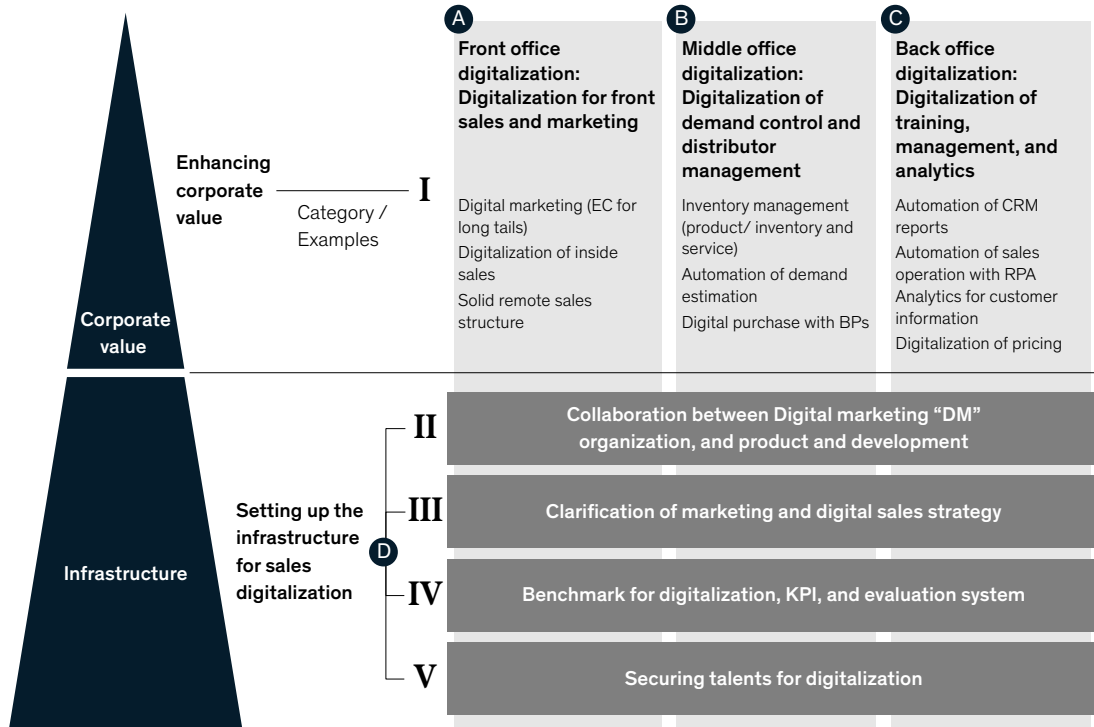 A
Front office
digitalization:
Digitalization for front
sales and marketing
B
Middle office
digitalization:
Digitalization of
demand control and
distributor
management
C
Back office
digitalization:
Digitalization of
training,
management, and
analytics
Enhancing
corporate
value
Category /
Examples
I
Digital marketing (EC for
long tails)
Digitalization of inside
sales
Solid remote sales
structure
Inventory management
(product/ inventory and
service)
Automation of demand
estimation
Digital purchase with BPs
Automation of CRM
reports
Automation of sales
operation with RPA
Analytics for customer
information
Digitalization of pricing
Corporate
value
Infrastructure
Setting up the
infrastructure
for sales
digitalization
D
II
Collaboration between Digital marketing “DM”
organization, and product and development
III
Clarification of marketing and digital sales strategy
IV
Benchmark for digitalization, KPI, and evaluation system
V
Securing talents for digitalization